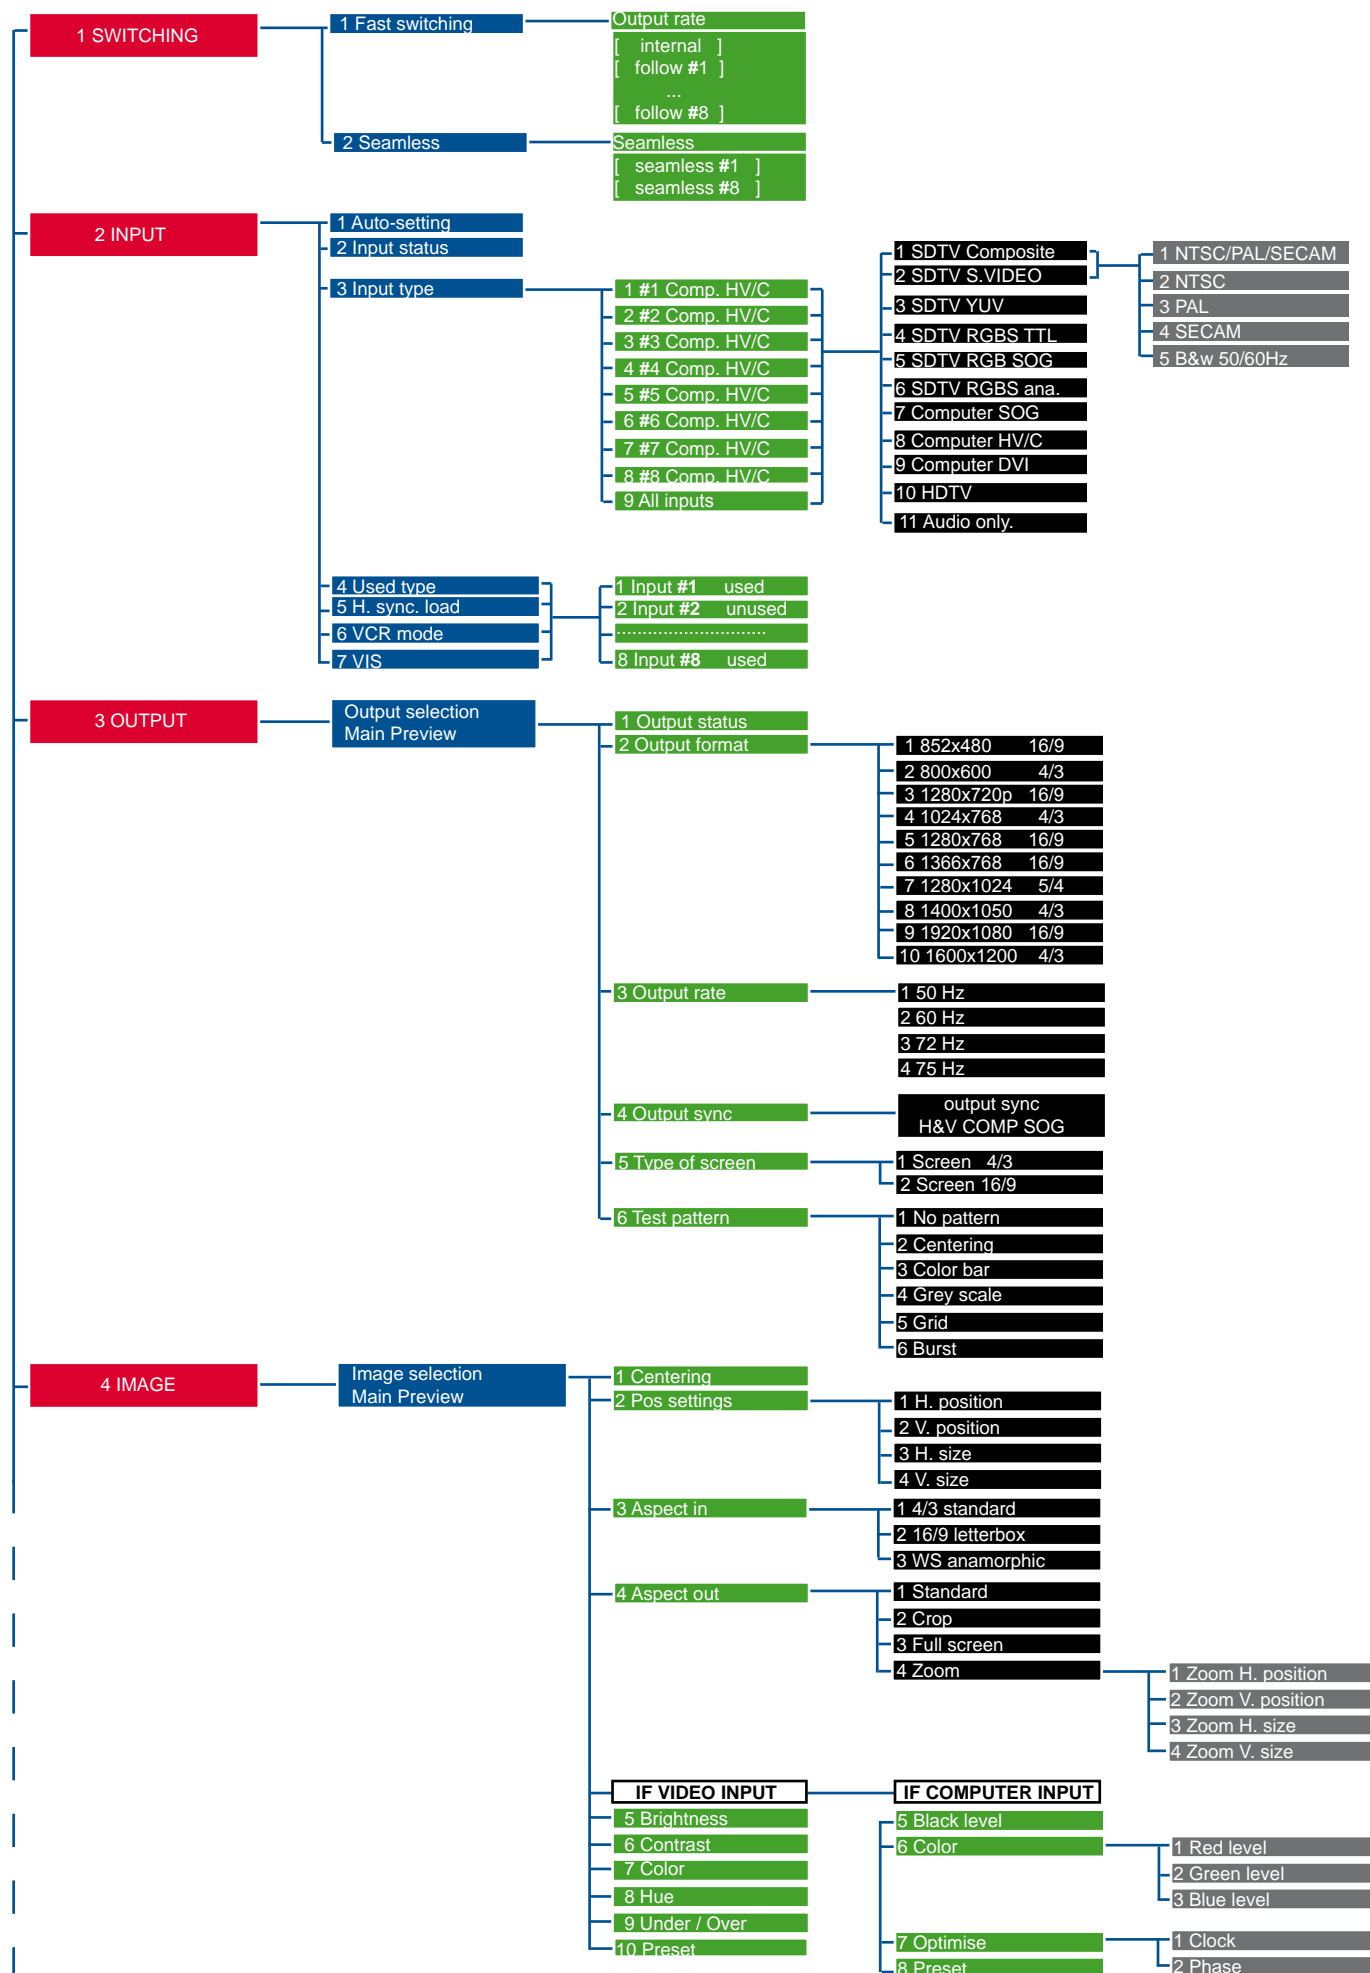 1 SWITCHING
1 Fast switching
Output rate
[ internal ]
[ follow #1 ]
...
[ follow #8 ]
2 Seamless
Seamless
[ seamless #1 ]
[ seamless #8 ]
2 INPUT
1 Auto-setting
2 Input status
3 Input type
1 #1 Comp. HV/C
2 #2 Comp. HV/C
3 #3 Comp. HV/C
4 #4 Comp. HV/C
5 #5 Comp. HV/C
6 #6 Comp. HV/C
7 #7 Comp. HV/C
8 #8 Comp. HV/C
9 All inputs
1 SDTV Composite
2 SDTV S.VIDEO
3 SDTV YUV
4 SDTV RGBS TTL
5 SDTV RGB SOG
6 SDTV RGBS ana.
7 Computer SOG
8 Computer HV/C
9 Computer DVI
10 HDTV
11 Audio only.
1 NTSC/PAL/SECAM
2 NTSC
3 PAL
4 SECAM
5 B&w 50/60Hz
4 Used type
5 H. sync. load
6 VCR mode
7 VIS
1 Input #1 used
2 Input #2 unused
............................
8 Input #8 used
3 OUTPUT
Output selection
Main Preview
1 Output status
2 Output format
1 852x480 16/9
2 800x600 4/3
3 1280x720p 16/9
4 1024x768 4/3
5 1280x768 16/9
6 1366x768 16/9
7 1280x1024 5/4
8 1400x1050 4/3
9 1920x1080 16/9
10 1600x1200 4/3
3 Output rate
1 50 Hz
2 60 Hz
3 72 Hz
4 75 Hz
4 Output sync
output sync
H&V COMP SOG
5 Type of screen
1 Screen 4/3
2 Screen 16/9
6 Test pattern
1 No pattern
2 Centering
3 Color bar
4 Grey scale
5 Grid
6 Burst
4 IMAGE
Image selection
Main Preview
1 Centering
2 Pos settings
1 H. position
2 V. position
3 H. size
4 V. size
3 Aspect in
1 4/3 standard
2 16/9 letterbox
3 WS anamorphic
4 Aspect out
1 Standard
2 Crop
3 Full screen
4 Zoom
1 Zoom H. position
2 Zoom V. position
3 Zoom H. size
4 Zoom V. size
IF VIDEO INPUT
5 Brightness
6 Contrast
7 Color
8 Hue
9 Under / Over
10 Preset
IF COMPUTER INPUT
5 Black level
6 Color
1 Red level
2 Green level
3 Blue level
7 Optimise
1 Clock
2 Phase
8 Preset